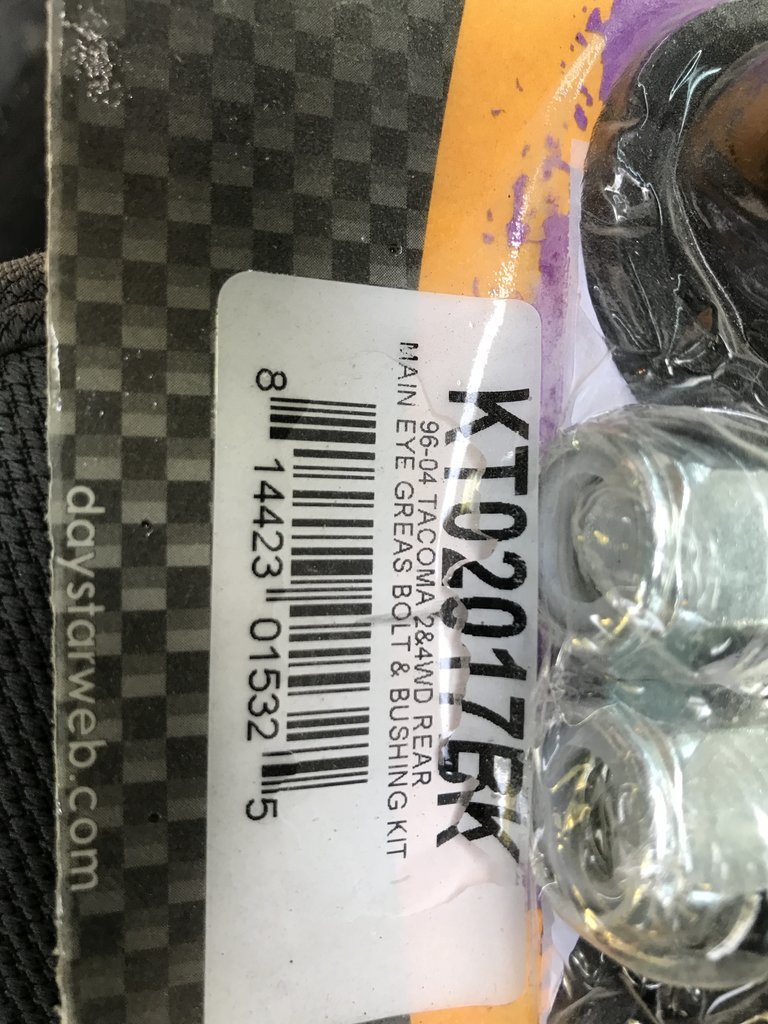 KT02017BK
96-04 TACOMA 2&4WD REAR
MAIN EYE GREAS BOLT & BUSHING KIT
8 14423 01532 5
daystarweb.com